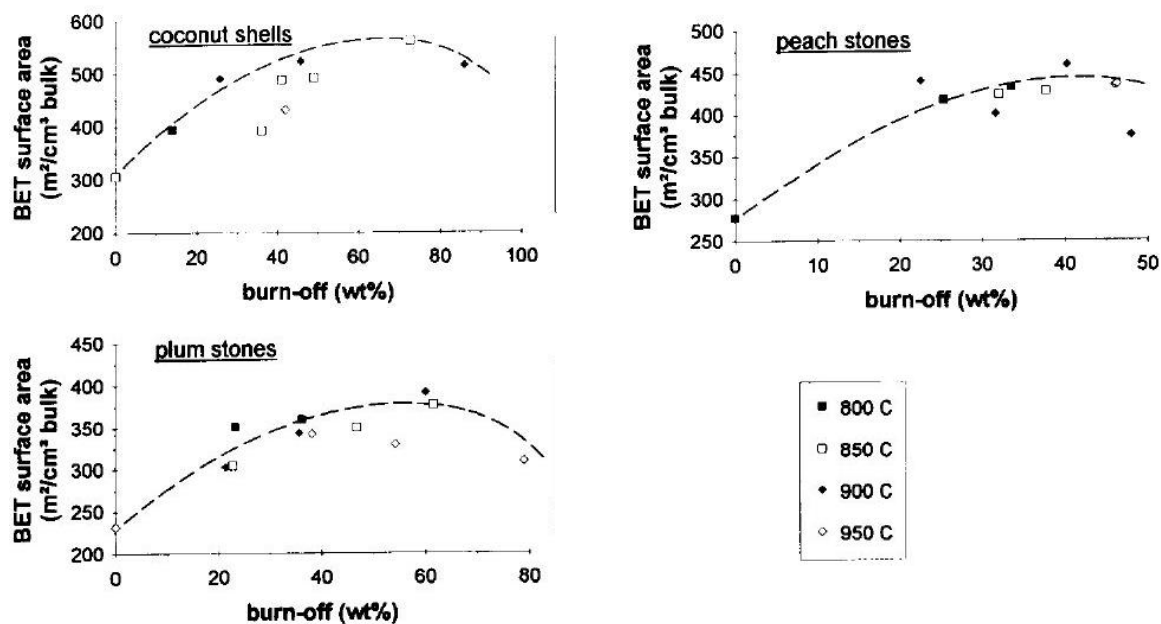 coconut shells
BET surface area
(m²/cm³ bulk)
600
500
400
300
200
0 20 40 60 80 100
burn-off (wt%)
peach stones
BET surface area
(m²/cm³ bulk)
500
450
400
350
300
250
0 10 20 30 40 50
burn-off (wt%)
plum stones
BET surface area
(m²/cm³ bulk)
450
400
350
300
250
200
0 20 40 60 80
burn-off (wt%)
800 C
850 C
900 C
950 C